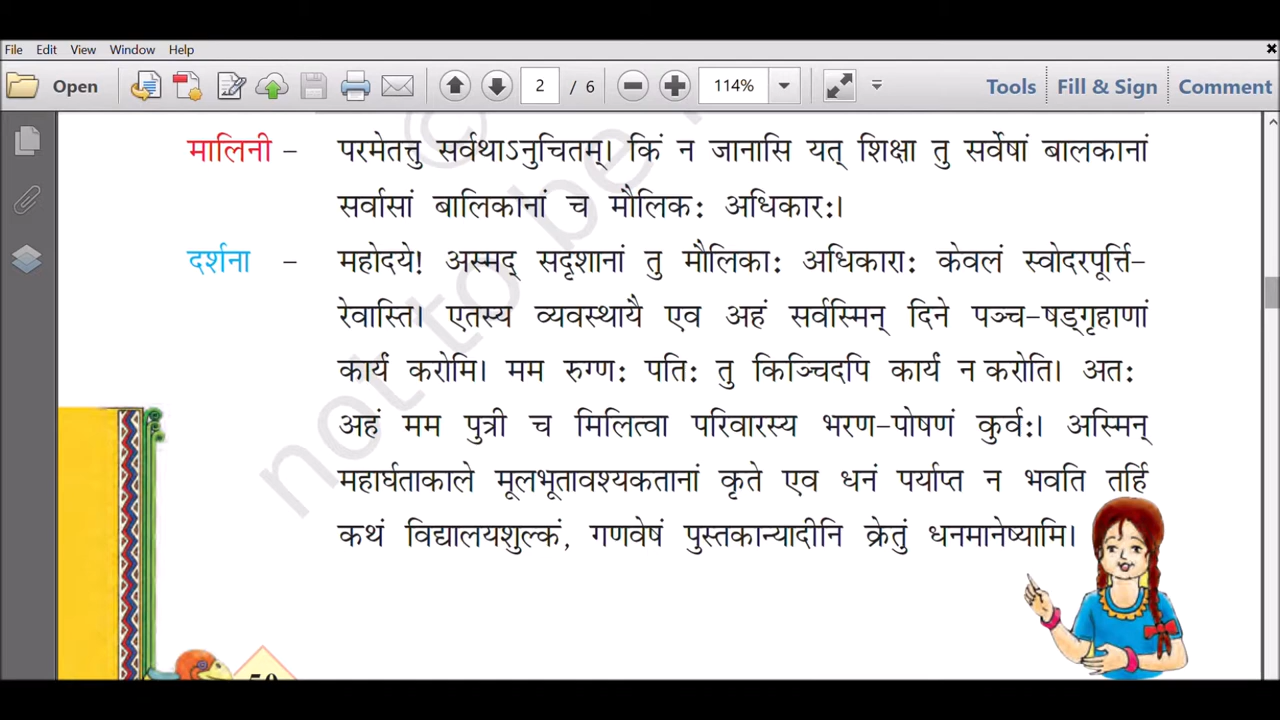 File Edit View Window Help
Open 2 / 6 114% Tools Fill & Sign Comment
मालिनी – परमेतत्तु सर्वथाऽनुचितम्। किं न जानासि यत् शिक्षा तु सर्वेषां बालकानां
सर्वासां बालिकानां च मौलिकः अधिकारः।
दर्शना – महोदये! अस्मद् सदृशानां तु मौलिकाः अधिकाराः केवलं स्वोदरपूर्त्ति-
रेवास्ति। एतस्य व्यवस्थायै एव अहं सर्वस्मिन् दिने पञ्च-षड्गृहाणां
कार्यं करोमि। मम रुग्णः पतिः तु किञ्चिदपि कार्यं न करोति। अतः
अहं मम पुत्री च मिलित्वा परिवारस्य भरण-पोषणं कुर्वः। अस्मिन्
महार्घताकाले मूलभूतावश्यकतानां कृते एव धनं पर्याप्त न भवति तर्हि
कथं विद्यालयशुल्कं, गणवेषं पुस्तकान्यादीनि क्रेतुं धनमानेष्यामि।
© not to be